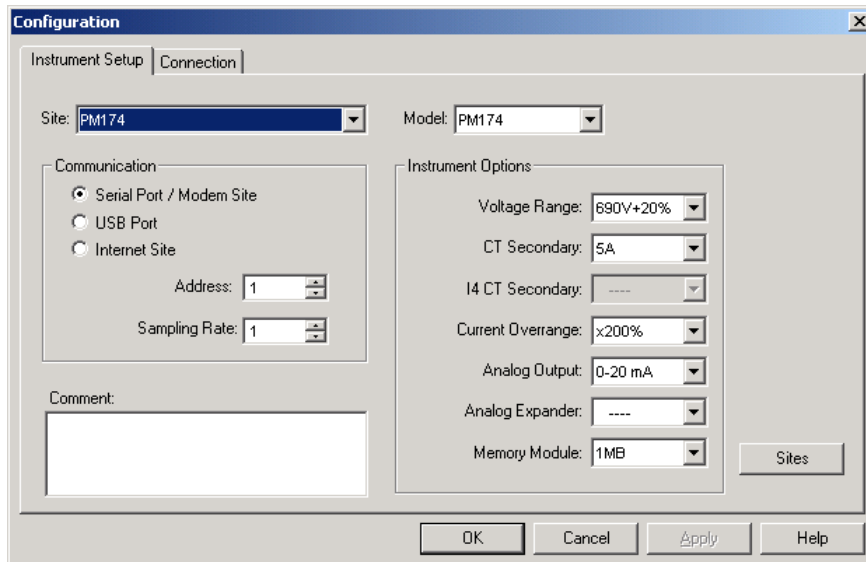 Configuration
Instrument Setup Connection
Site: PM174 Model: PM174
Communication
Serial Port / Modem Site
USB Port
Internet Site
Address: 1
Sampling Rate: 1
Comment:
Instrument Options
Voltage Range: 690V+20%
CT Secondary: 5A
I4 CT Secondary: ----
Current Overrange: x200%
Analog Output: 0-20 mA
Analog Expander: ----
Memory Module: 1MB
Sites
OK Cancel Apply Help